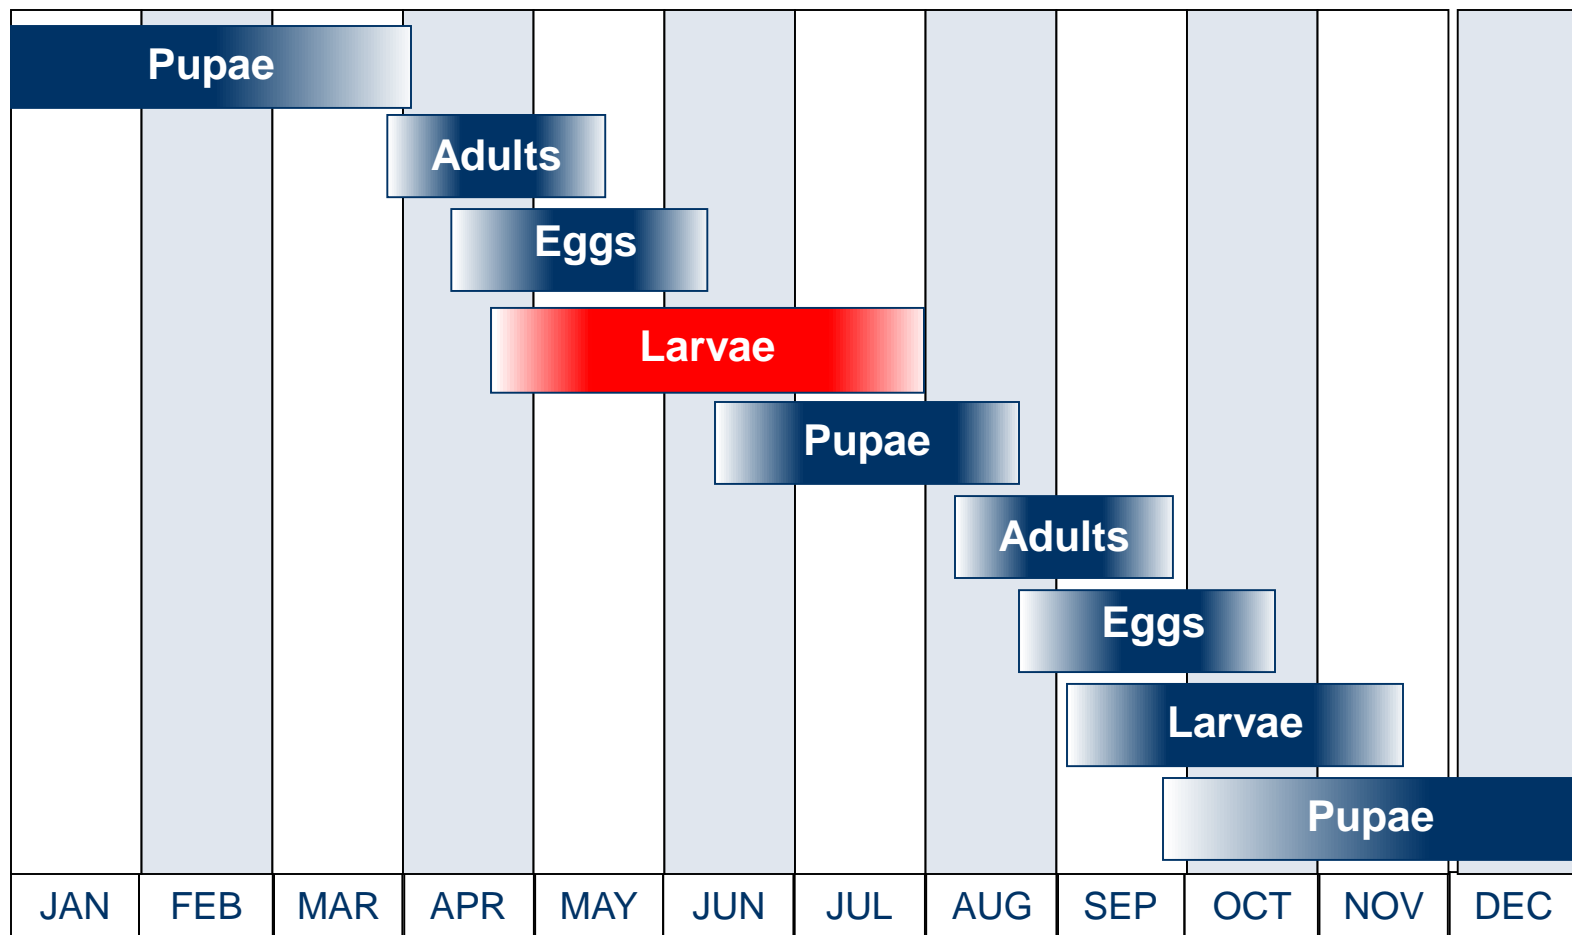 Pupae
Adults
Eggs
Larvae
Pupae
Adults
Eggs
Larvae
Pupae
JAN FEB MAR APR MAY JUN JUL AUG SEP OCT NOV DEC